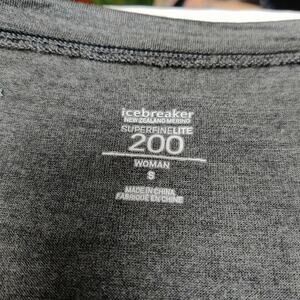 icebreaker
NEW ZEALAND MERINO
SUPERFINELITE
200
WOMAN
S
MADE IN CHINA
FABRIQUÉ EN CHINE